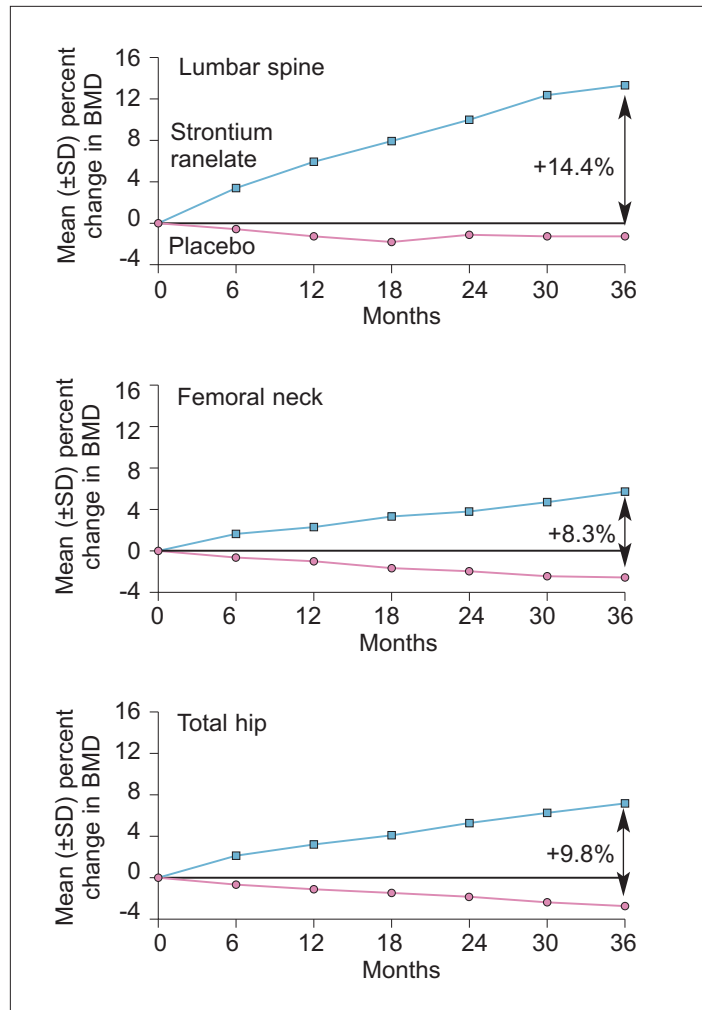 Mean (±SD) percent
change in BMD
16
12
8
4
0
-4
Lumbar spine
Strontium
ranelate
+14.4%
Placebo
0 6 12 18 24 30 36
Months
Mean (±SD) percent
change in BMD
16
12
8
4
0
-4
Femoral neck
+8.3%
0 6 12 18 24 30 36
Months
Mean (±SD) percent
change in BMD
16
12
8
4
0
-4
Total hip
+9.8%
0 6 12 18 24 30 36
Months